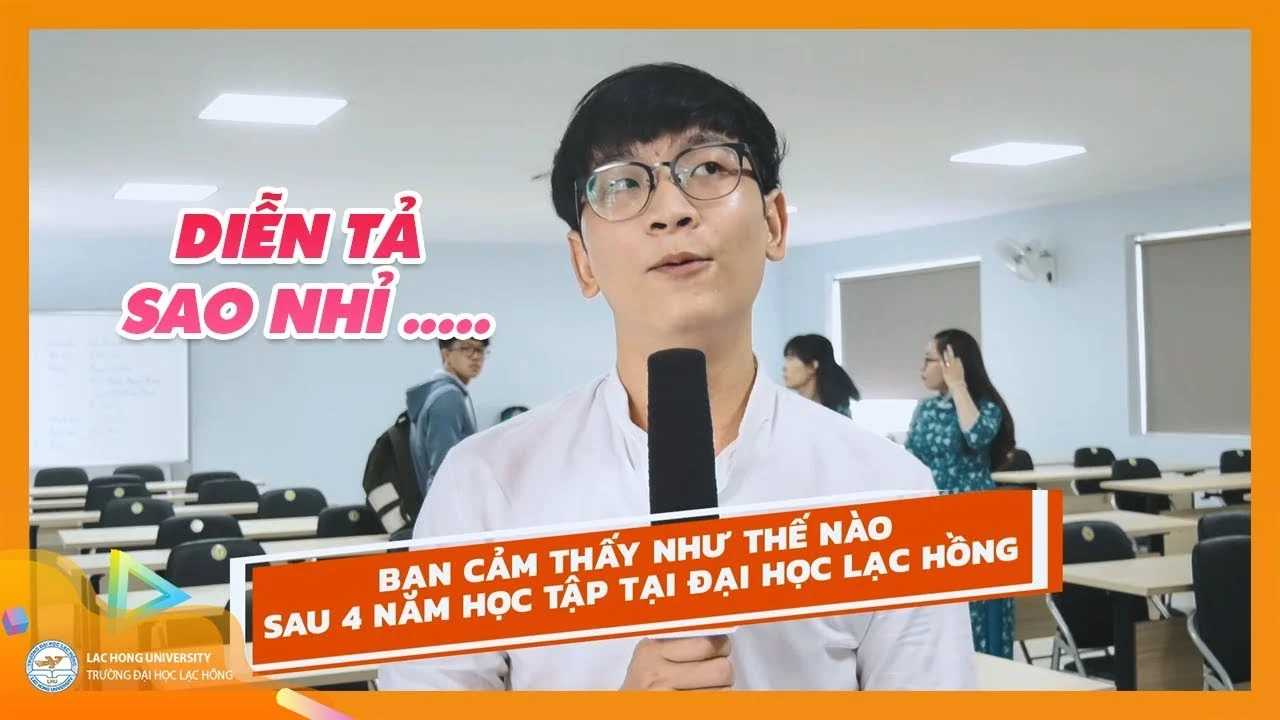 DIỄN TẢ
SAO NHỈ .....
BẠN CẢM THẤY NHƯ THẾ NÀO
SAU 4 NĂM HỌC TẬP TẠI ĐẠI HỌC LẠC HỒNG
LAC HONG UNIVERSITY
TRƯỜNG ĐẠI HỌC LẠC HỒNG